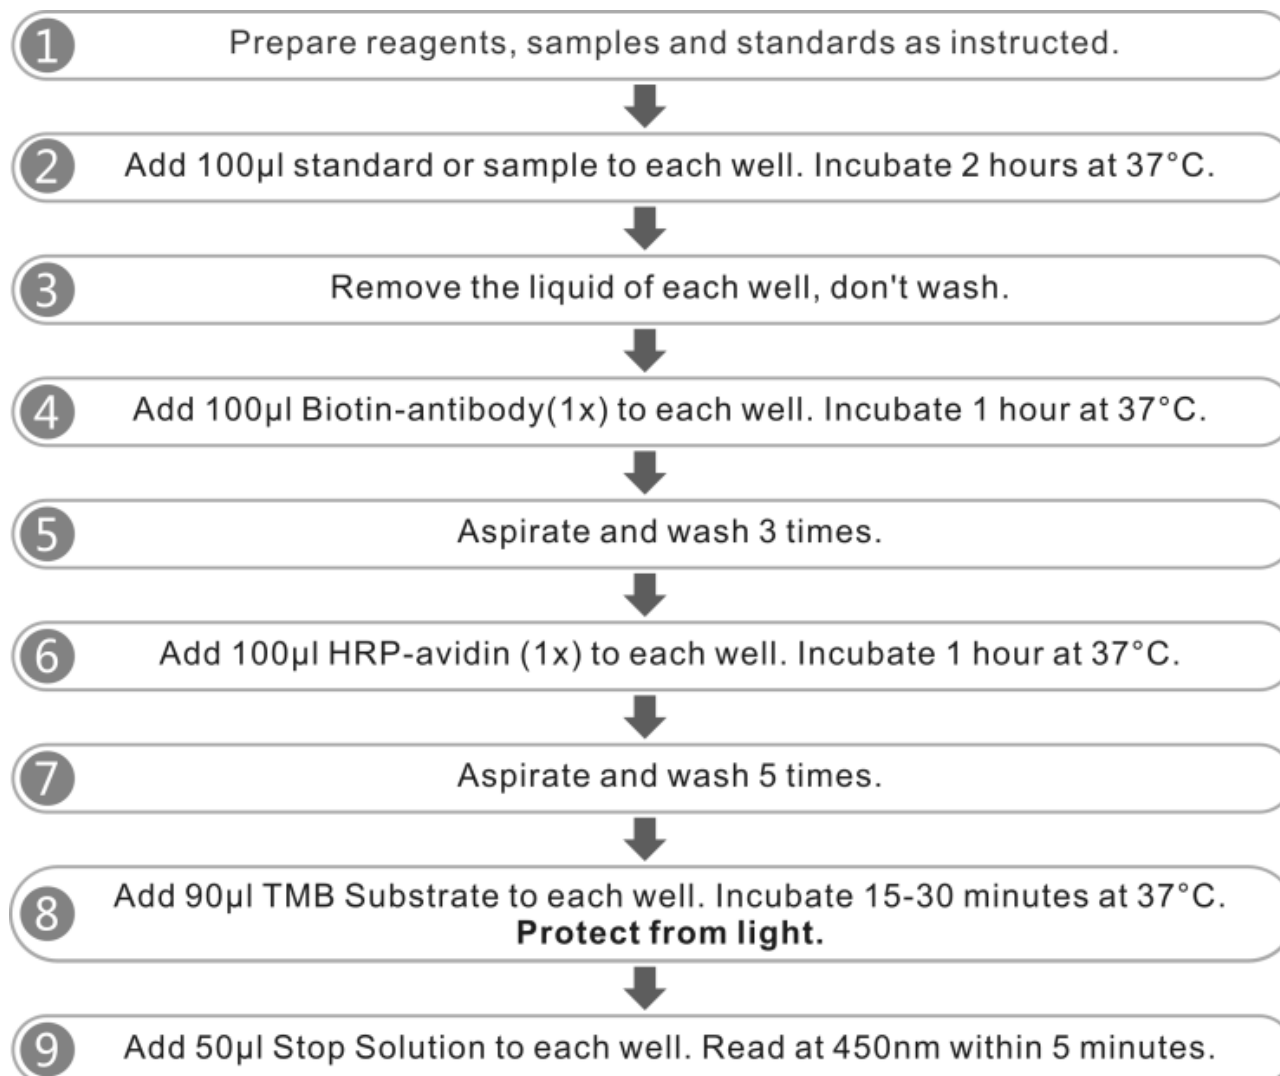 1 Prepare reagents, samples and standards as instructed.
2 Add 100µl standard or sample to each well. Incubate 2 hours at 37°C.
3 Remove the liquid of each well, don't wash.
4 Add 100µl Biotin-antibody(1x) to each well. Incubate 1 hour at 37°C.
5 Aspirate and wash 3 times.
6 Add 100µl HRP-avidin (1x) to each well. Incubate 1 hour at 37°C.
7 Aspirate and wash 5 times.
8 Add 90µl TMB Substrate to each well. Incubate 15-30 minutes at 37°C.
Protect from light.
9 Add 50µl Stop Solution to each well. Read at 450nm within 5 minutes.